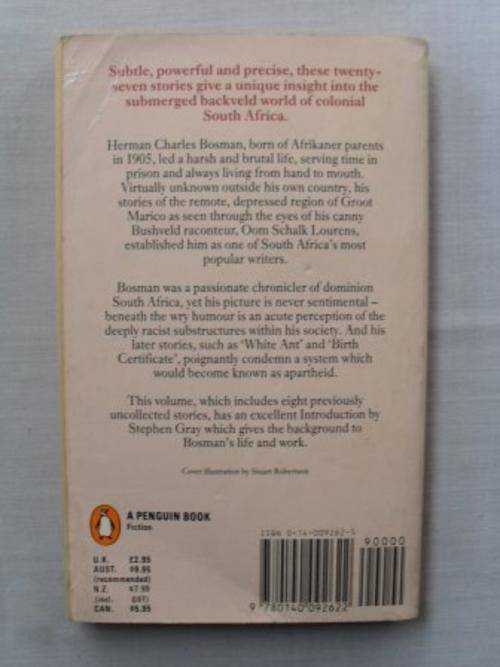 Subtle, powerful and precise, these twenty-
seven stories give a unique insight into the
submerged backveld world of colonial
South Africa.
Herman Charles Bosman, born of Afrikaner parents
in 1905, led a harsh and brutal life, serving time in
prison and always living from hand to mouth.
Virtually unknown outside his own country, his
stories of the remote, depressed region of Groot
Marico as seen through the eyes of his canny
Bushveld raconteur, Oom Schalk Lourens,
established him as one of South Africa's most
popular writers.
Bosman was a passionate chronicler of dominion
South Africa, yet his picture is never sentimental –
beneath the wry humour is an acute perception of the
deeply racist substructures within his society. And his
later stories, such as 'White Ant' and 'Birth
Certificate', poignantly condemn a system which
would become known as apartheid.
This volume, which includes eight previously
uncollected stories, has an excellent Introduction by
Stephen Gray which gives the background to
Bosman's life and work.
Cover illustration by Stuart Robertson
A PENGUIN BOOK
Fiction
U.K. £2.95
AUST. $9.95
(recommended)
N.Z. $7.99
(incl. GST)
CAN. $5.95
ISBN 0-14-009262-5
90000
9 780140 092622